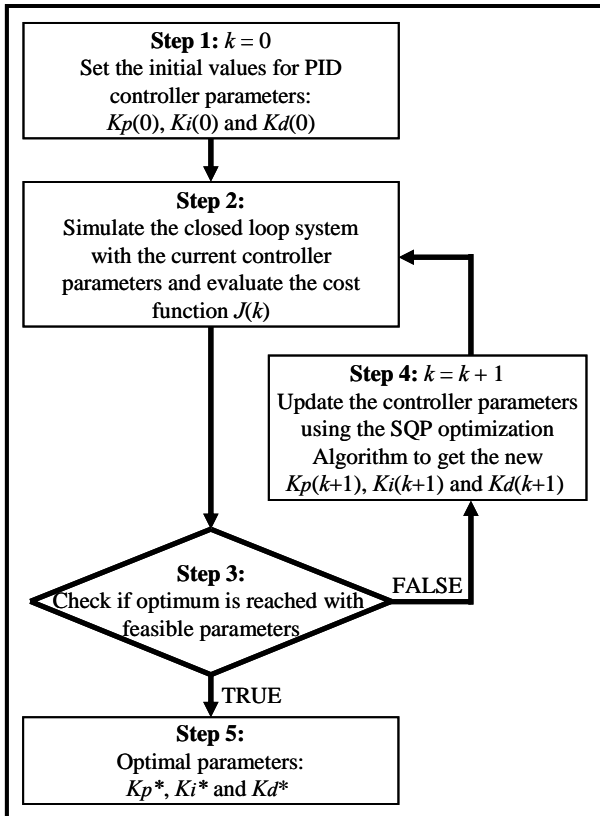 Step 1: k = 0
Set the initial values for PID
controller parameters:
Kp(0), Ki(0) and Kd(0)
Step 2:
Simulate the closed loop system
with the current controller
parameters and evaluate the cost
function J(k)
Step 4: k = k + 1
Update the controller parameters
using the SQP optimization
Algorithm to get the new
Kp(k+1), Ki(k+1) and Kd(k+1)
Step 3:
Check if optimum is reached with
feasible parameters
FALSE
TRUE
Step 5:
Optimal parameters:
Kp*, Ki* and Kd*